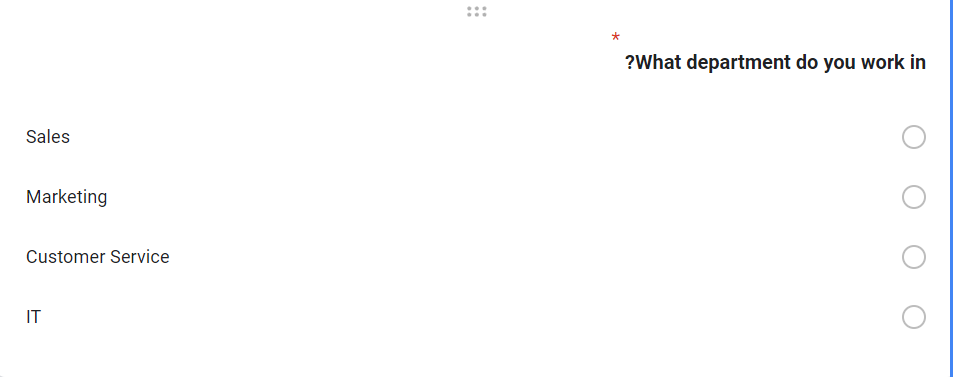 *
?What department do you work in
Sales
Marketing
Customer Service
IT